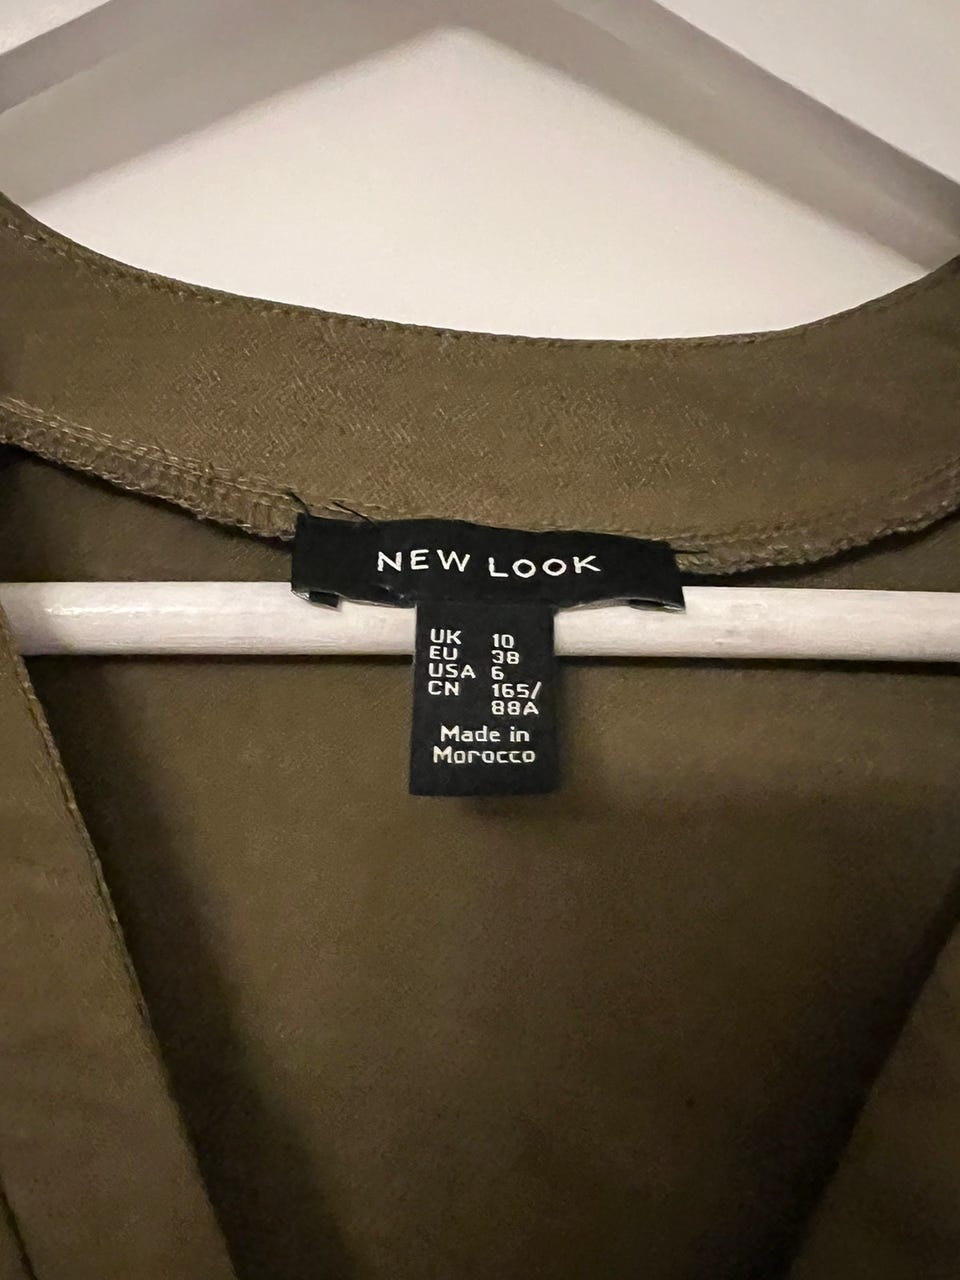 NEW LOOK
UK 10
EU 38
USA 6
CN 165/
88A
Made in
Morocco